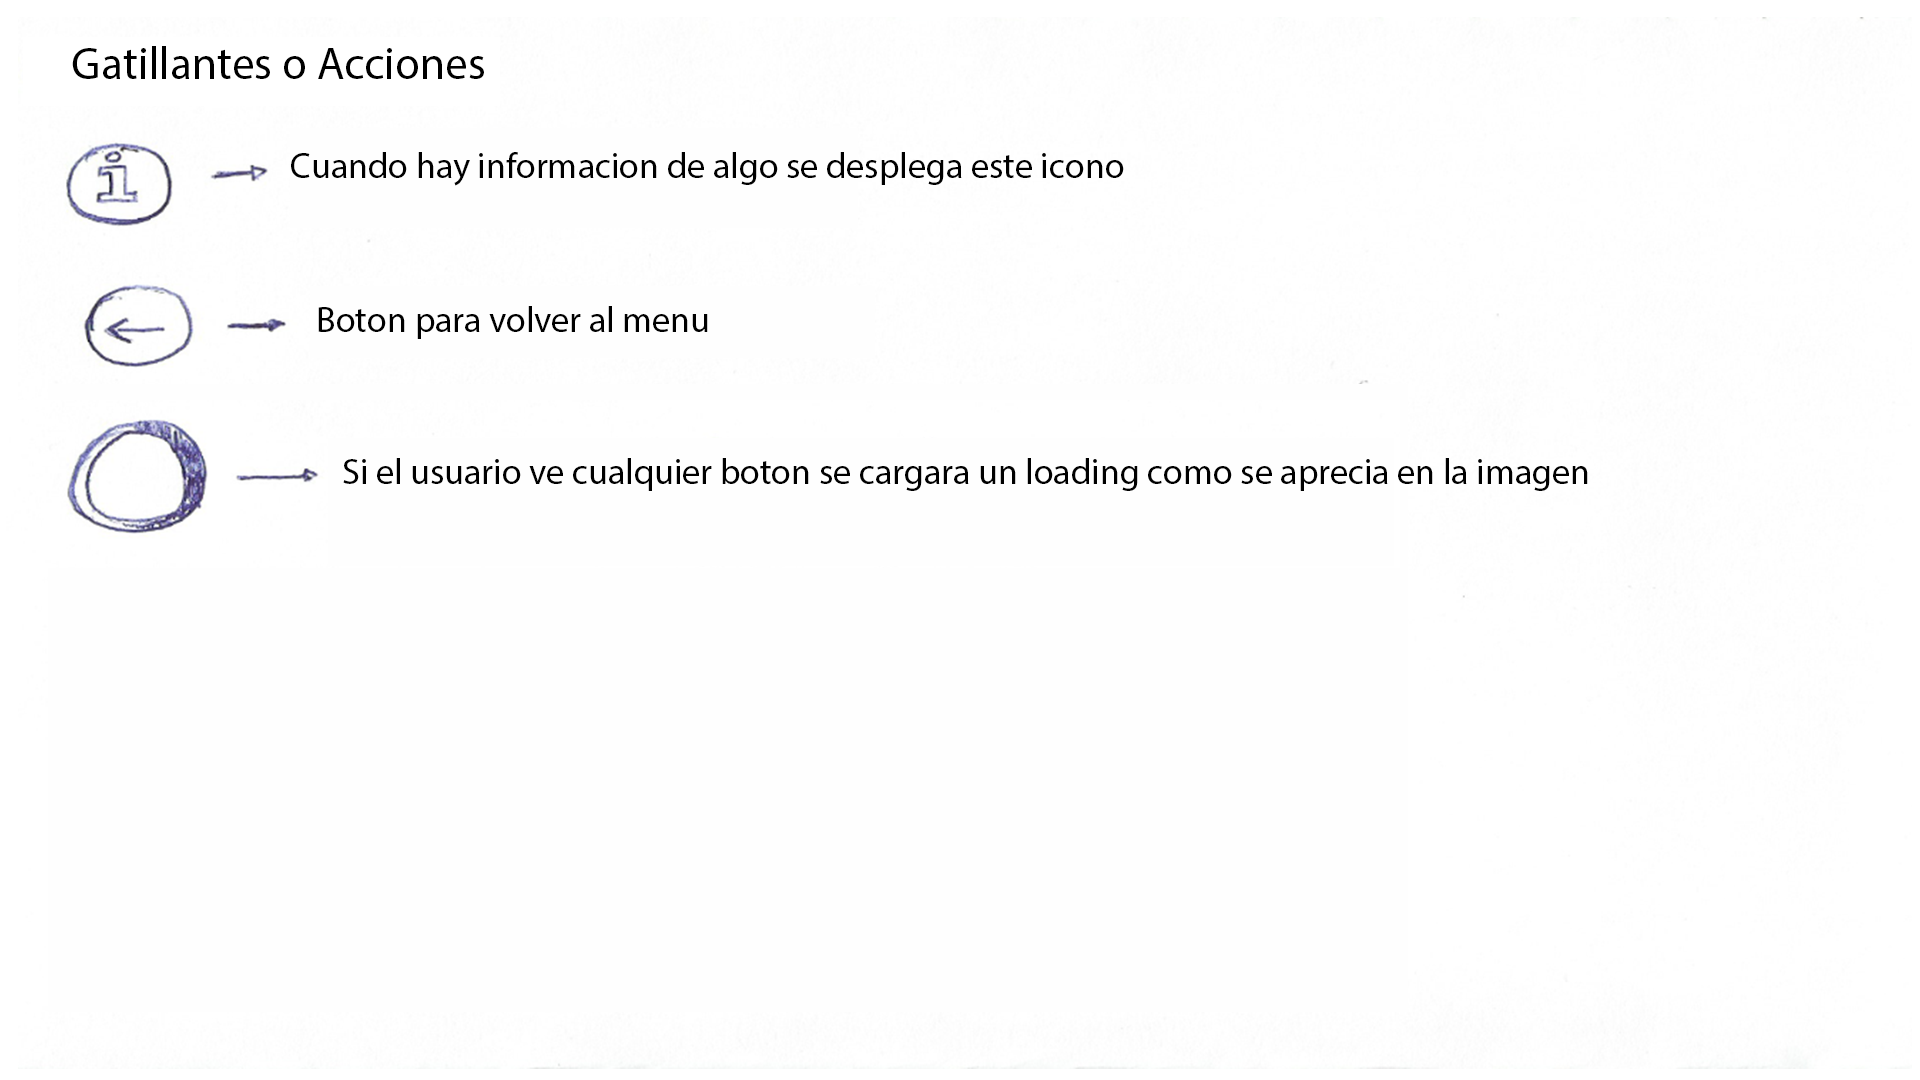 Gatillantes o Acciones
i
Cuando hay informacion de algo se desplega este icono
Boton para volver al menu
Si el usuario ve cualquier boton se cargara un loading como se aprecia en la imagen